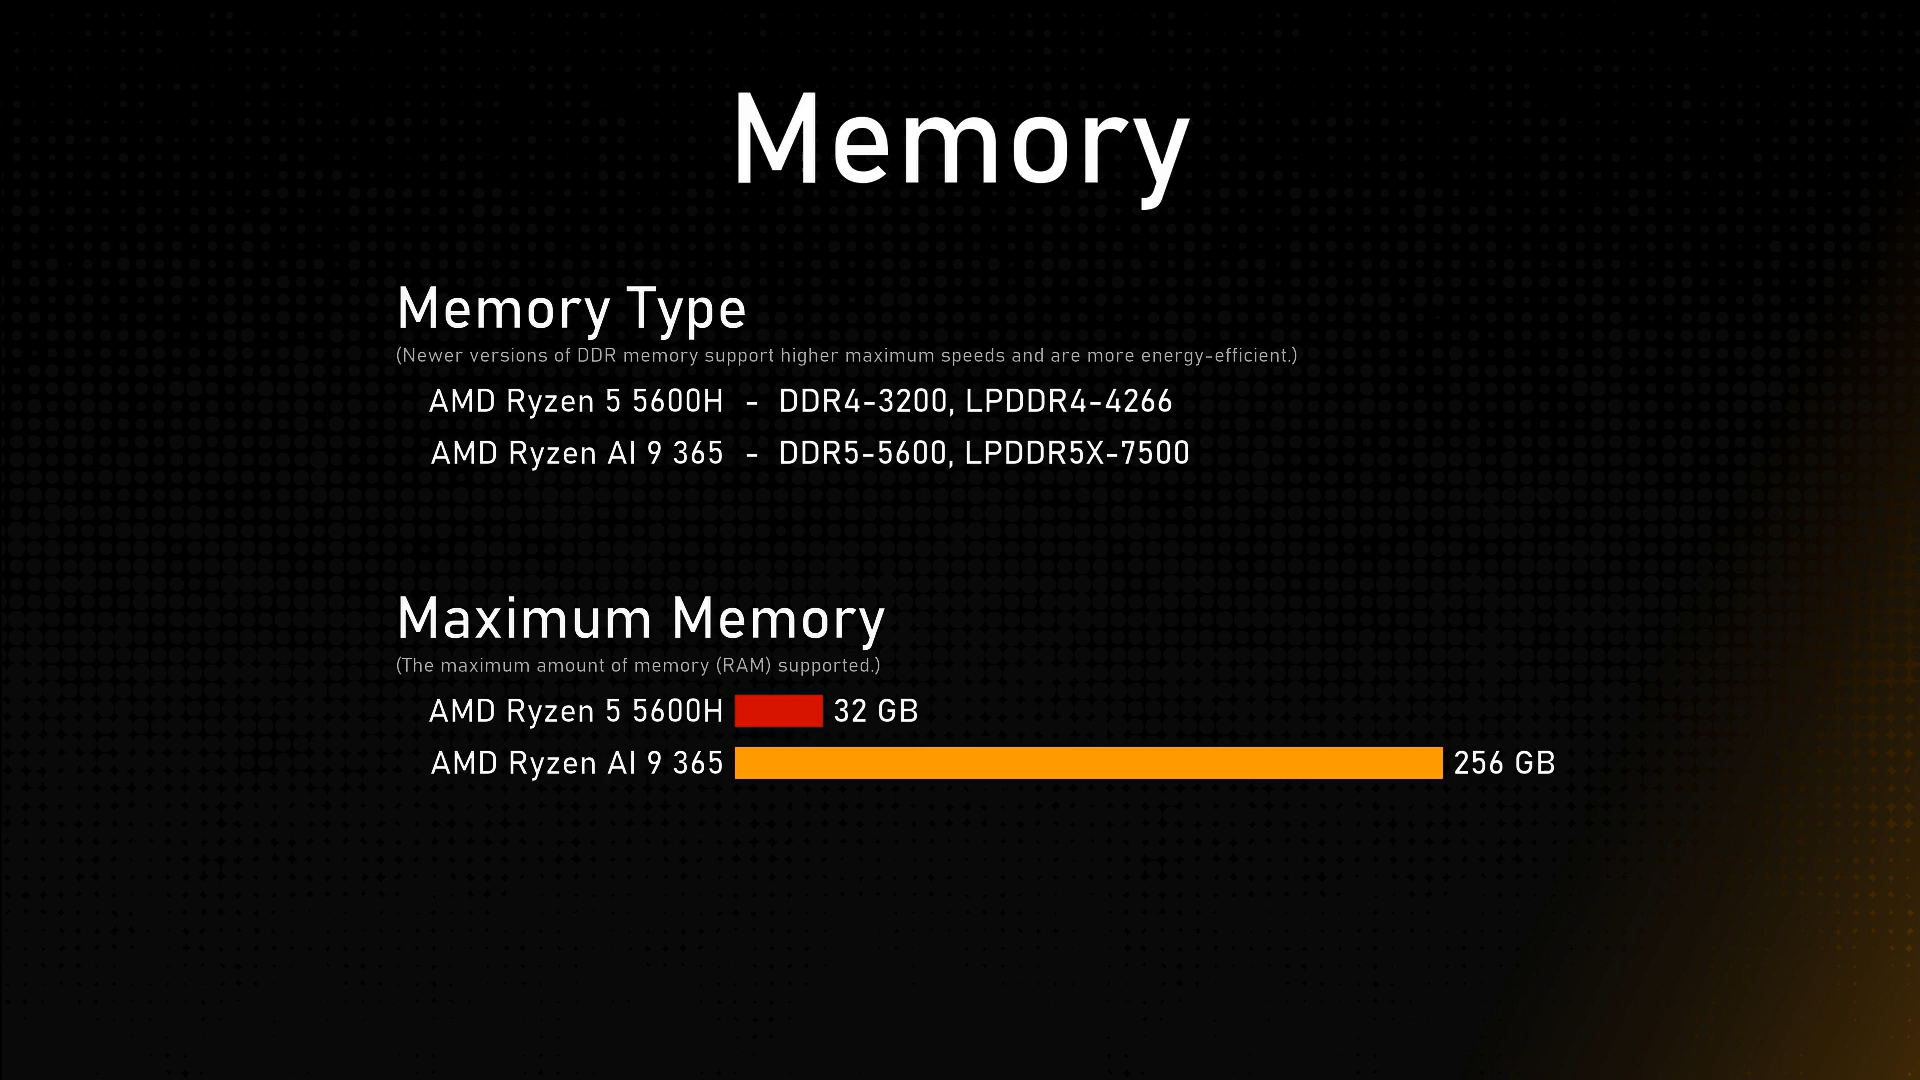 Memory
Memory Type
(Newer versions of DDR memory support higher maximum speeds and are more energy-efficient.)
AMD Ryzen 5 5600H - DDR4-3200, LPDDR4-4266
AMD Ryzen AI 9 365 - DDR5-5600, LPDDR5X-7500
Maximum Memory
(The maximum amount of memory (RAM) supported.)
AMD Ryzen 5 5600H 32 GB
AMD Ryzen AI 9 365 256 GB